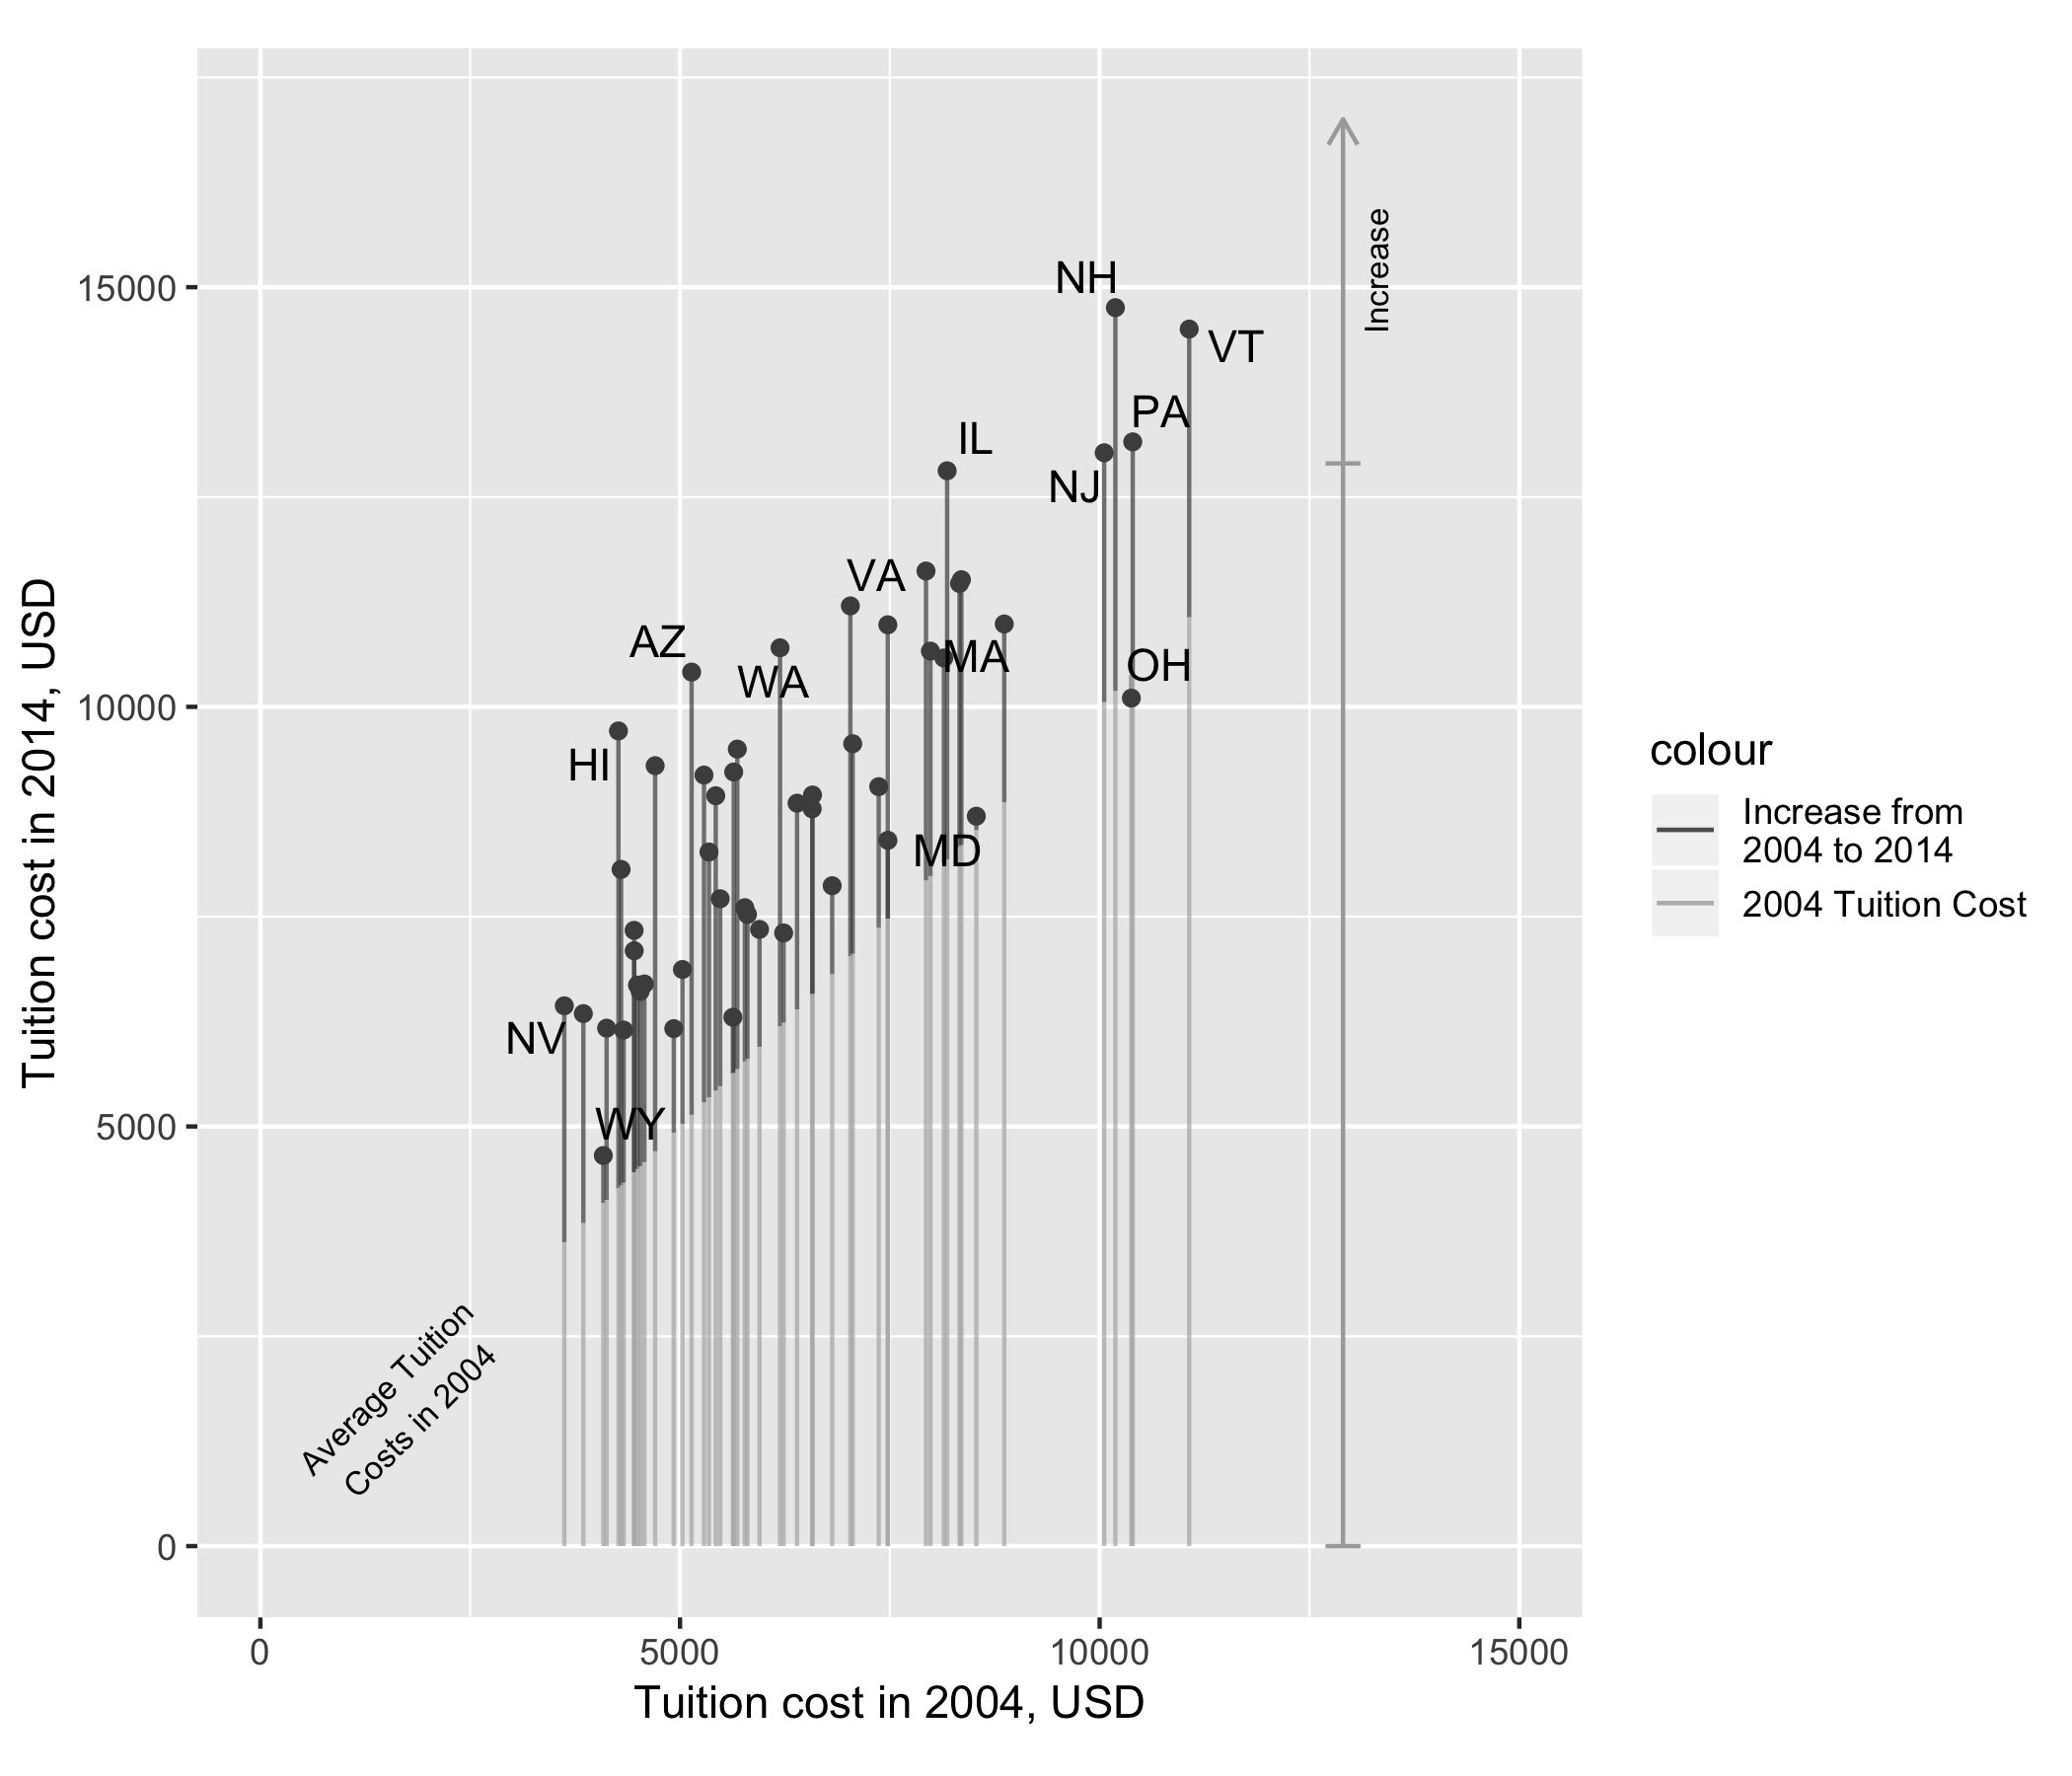 Tuition cost in 2014, USD
15000
10000
5000
0
NH
VT
PA
IL
NJ
VA
AZ
WA
MA
OH
HI
MD
NV
WY
Increase
Average Tuition
Costs in 2004
0
5000
10000
15000
Tuition cost in 2004, USD
colour
Increase from
2004 to 2014
2004 Tuition Cost